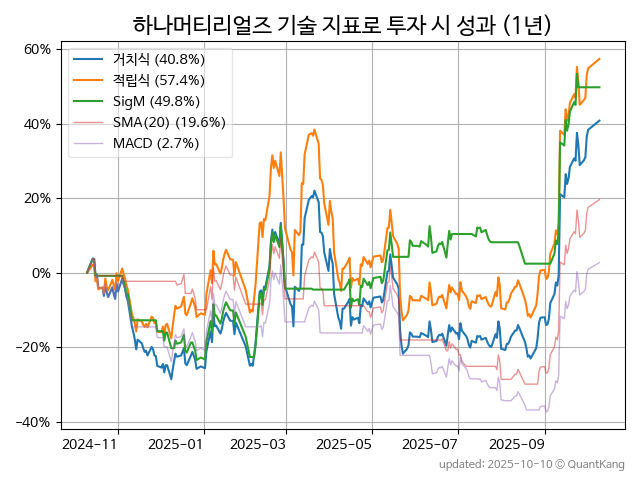 하나머티리얼즈 기술 지표로 투자 시 성과 (1년)
거치식 (40.8%)
적립식 (57.4%)
SigM (49.8%)
SMA(20) (19.6%)
MACD (2.7%)
60%
40%
20%
0%
−20%
−40%
2024-11 2025-01 2025-03 2025-05 2025-07 2025-09
updated: 2025-10-10 © QuantKang